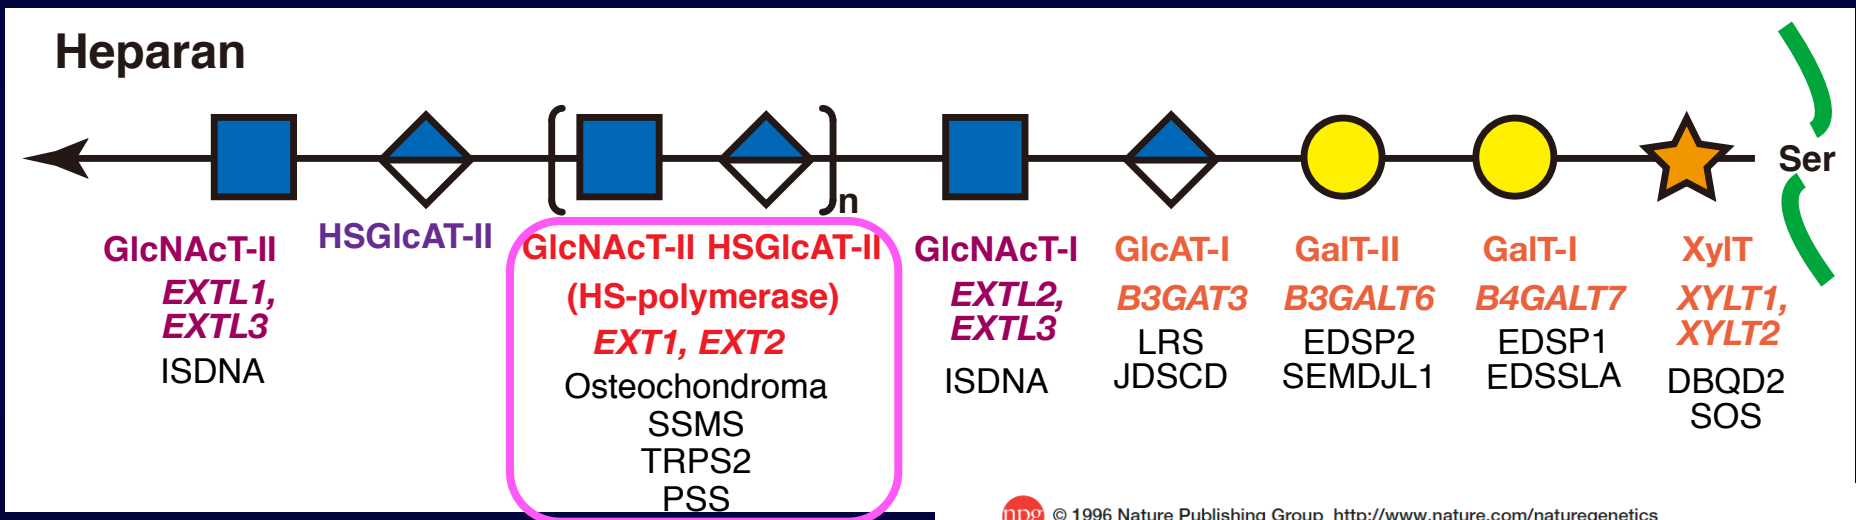 Heparan
n
Ser
GlcNAcT-II
EXTL1,
EXTL3
ISDNA
HSGlcAT-II
GlcNAcT-II HSGlcAT-II
(HS-polymerase)
EXT1, EXT2
Osteochondroma
SSMS
TRPS2
PSS
GlcNAcT-I
EXTL2,
EXTL3
ISDNA
GlcAT-I
B3GAT3
LRS
JDSCD
GalT-II
B3GALT6
EDSP2
SEMDJL1
GalT-I
B4GALT7
EDSP1
EDSSLA
XylT
XYLT1,
XYLT2
DBQD2
SOS
npg © 1996 Nature Publishing Group http://www.nature.com/naturegenetics